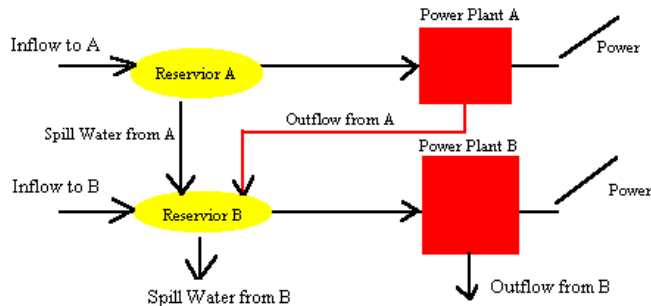 Power Plant A
Inflow to A
Power
Reservior A
Outflow from A
Spill Water from A
Power Plant B
Inflow to B
Power
Reservior B
Spill Water from B
Outflow from B